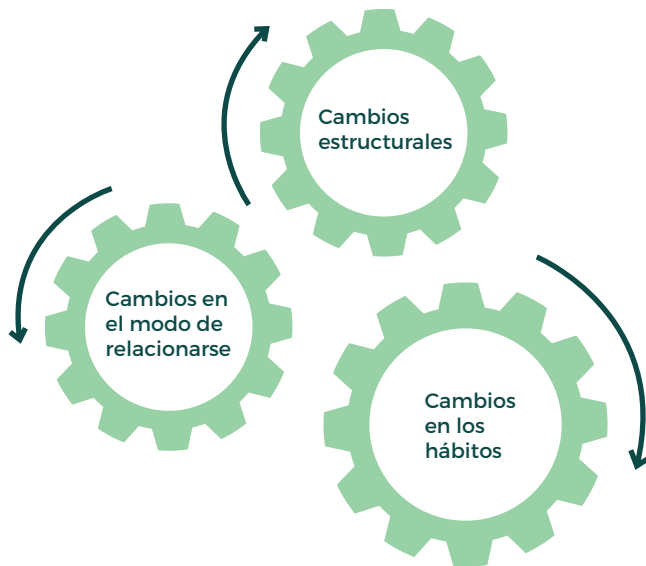 Cambios
estructurales
Cambios en
el modo de
relacionarse
Cambios
en los
hábitos